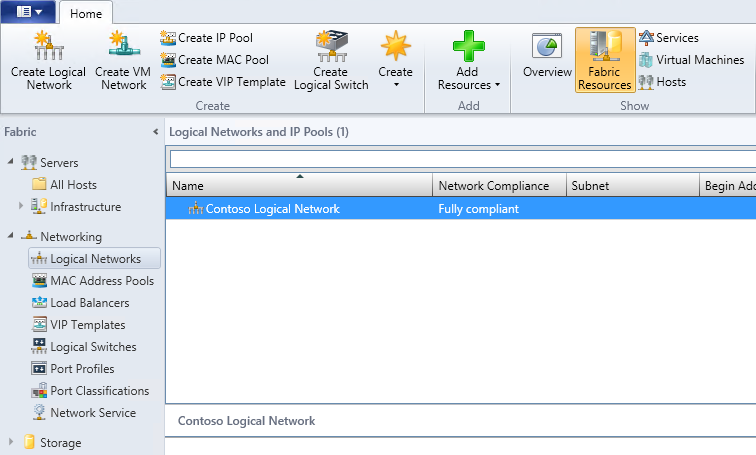 Home
Create Logical Network
Create VM Network
Create IP Pool
Create MAC Pool
Create VIP Template
Create Logical Switch
Create
Create
Add Resources
Add
Overview
Fabric Resources
Services
Virtual Machines
Hosts
Show
Fabric
Servers
All Hosts
Infrastructure
Networking
Logical Networks
MAC Address Pools
Load Balancers
VIP Templates
Logical Switches
Port Profiles
Port Classifications
Network Service
Storage
Logical Networks and IP Pools (1)
Name Network Compliance Subnet Begin Add
Contoso Logical Network Fully compliant
Contoso Logical Network